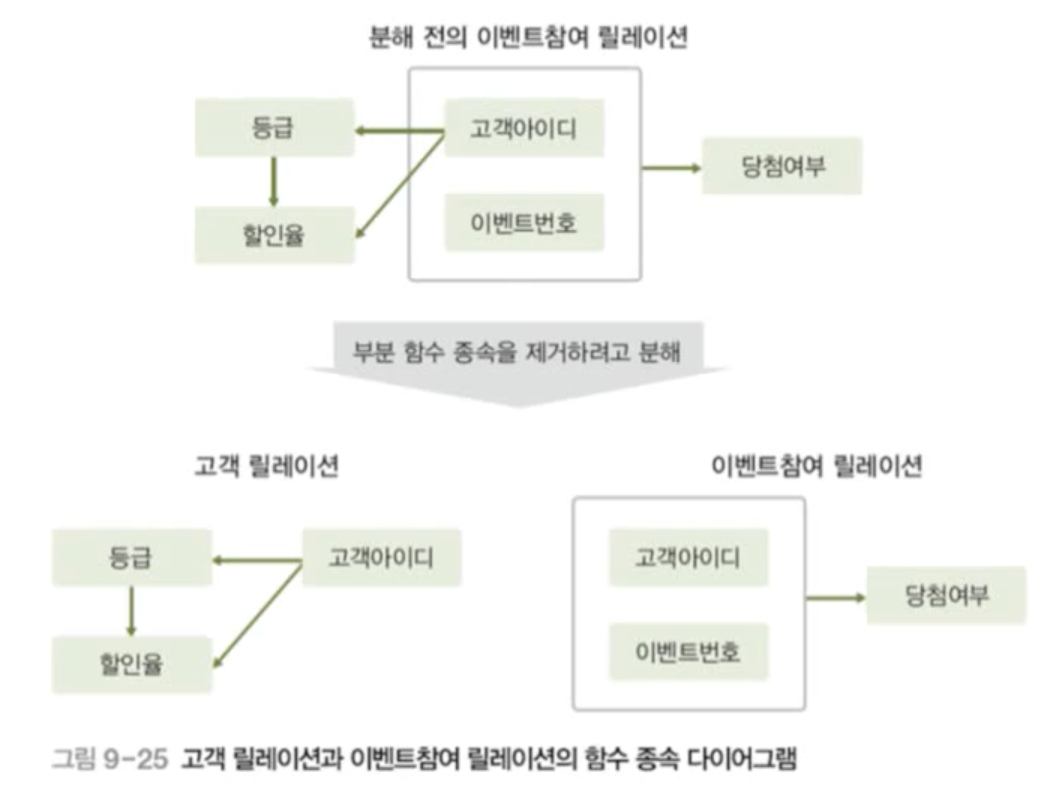 분해 전의 이벤트참여 릴레이션
등급
고객아이디
당첨여부
할인율
이벤트번호
부분 함수 종속을 제거하려고 분해
고객 릴레이션
이벤트참여 릴레이션
등급
고객아이디
할인율
고객아이디
당첨여부
이벤트번호
그림 9-25 고객 릴레이션과 이벤트참여 릴레이션의 함수 종속 다이어그램